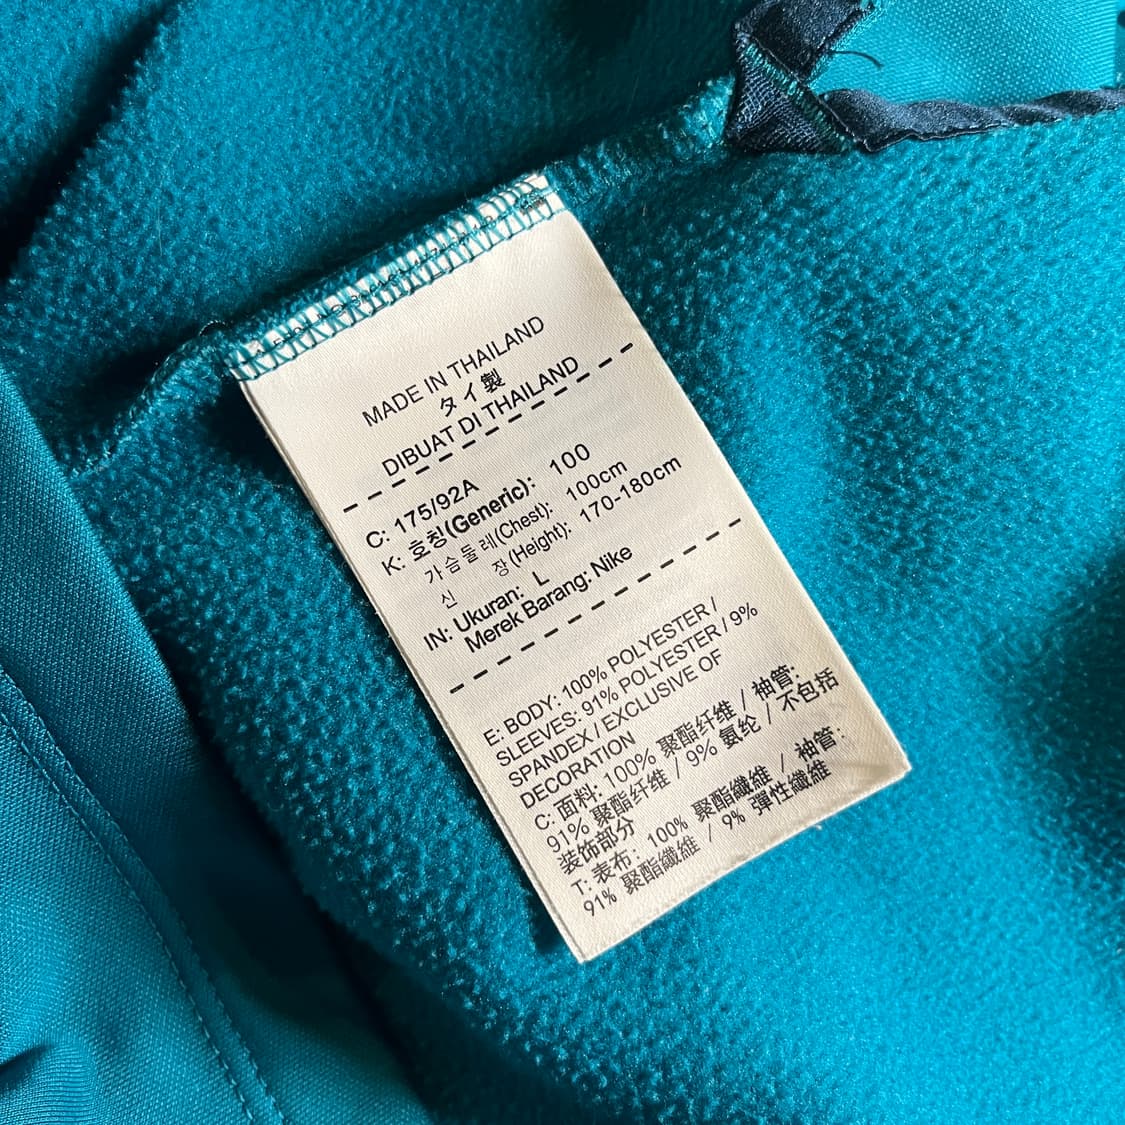 MADE IN THAILAND
タイ製
DIBUAT DI THAILAND
C: 175/92A
K: 호칭(Generic): 100
가슴둘레(Chest): 100cm
신 장(Height): 170-180cm
IN: Ukuran: L
Merek Barang: Nike
E: BODY: 100% POLYESTER /
SLEEVES: 91% POLYESTER / 9%
SPANDEX / EXCLUSIVE OF
DECORATION
C: 面料: 100% 聚酯纤维 / 袖管:
91% 聚酯纤维 / 9% 氨纶 / 不包括
装饰部分
T: 表布: 100% 聚酯纖維 / 袖管:
91% 聚酯纖維 / 9% 彈性纖維